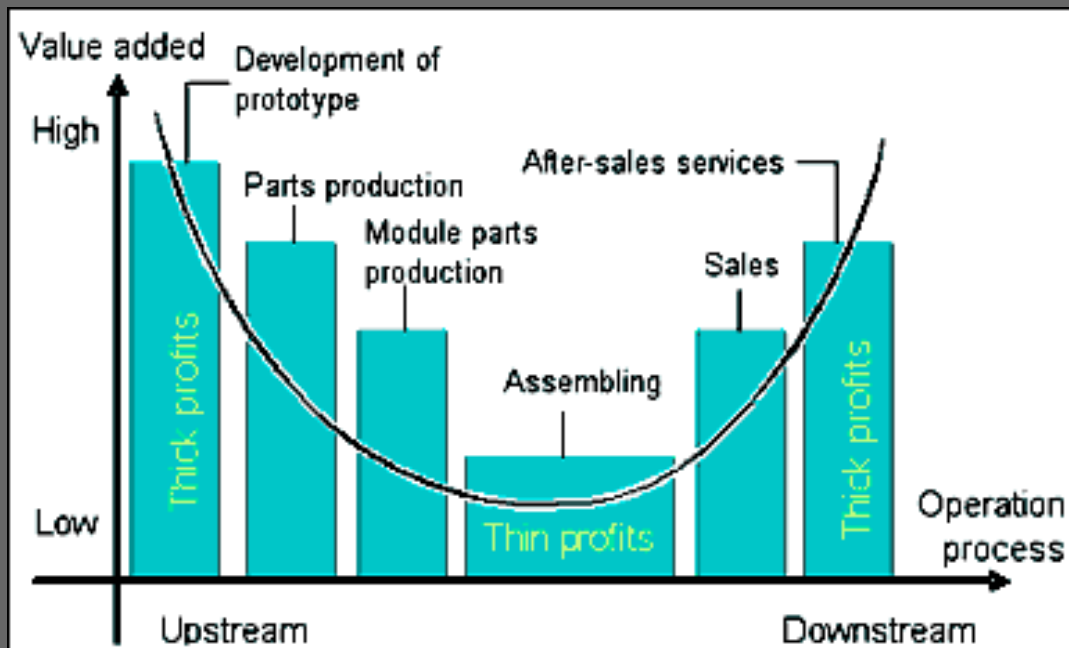 Value added
High
Low
Development of
prototype
Parts production
Module parts
production
Assembling
Sales
After-sales services
Thick profits
Thin profits
Thick profits
Operation
process
Upstream
Downstream